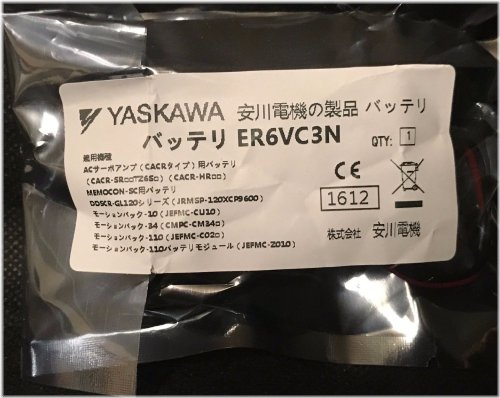 YASKAWA 安川電機の製品 バッテリ
バッテリ ER6VC3N QTY: 1
適用機種
ACサーボアンプ(CACRタイプ)用バッテリ
(CACR-SR□□TZ6S□) (CACR-HR□□)
MEMOCON-SC用バッテリ
DDSCR-GL120シリーズ(JRMSP-120XCP9600)
モーションパック-10(JEFMC-CU10)
モーションパック-34(CMPC-CM34□)
モーションパック-110(JEFMC-C02□)
モーションパック-110バッテリモジュール(JEFMC-Z010)
CE
1612
株式会社 安川電機